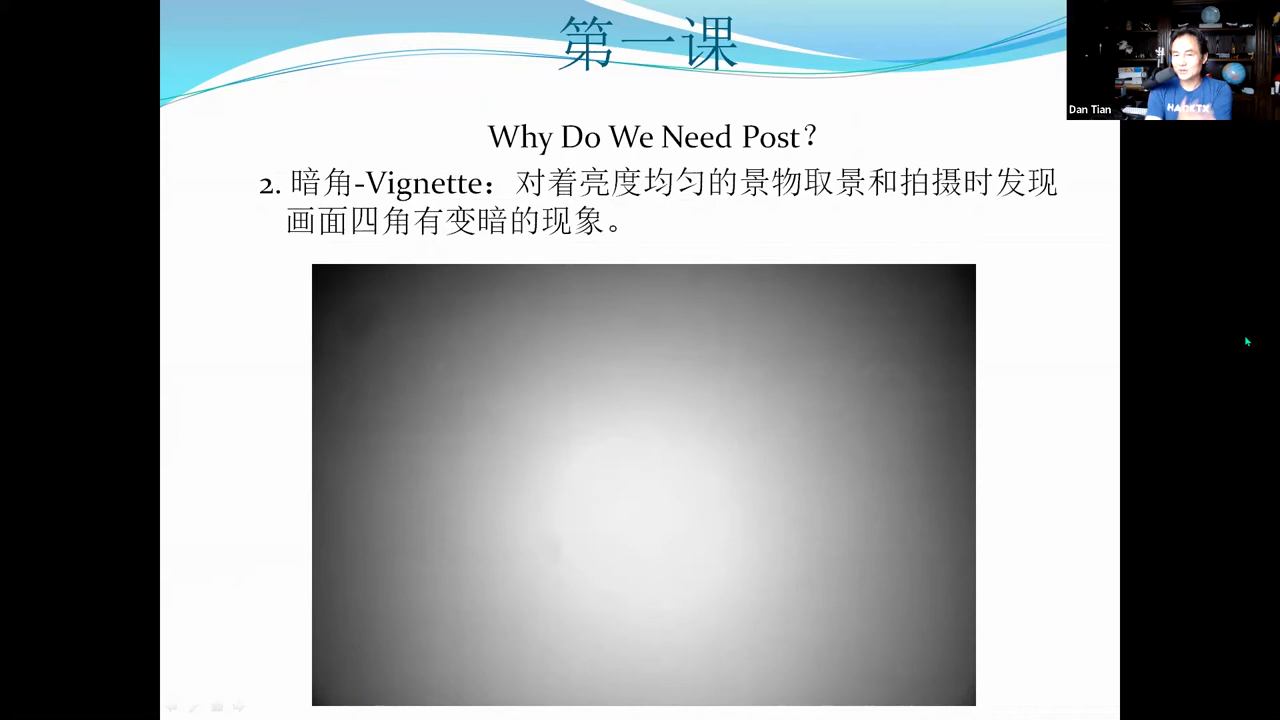 第一课
Dan Tian
HACKTX
Why Do We Need Post？
2. 暗角-Vignette：对着亮度均匀的景物取景和拍摄时发现
画面四角有变暗的现象。